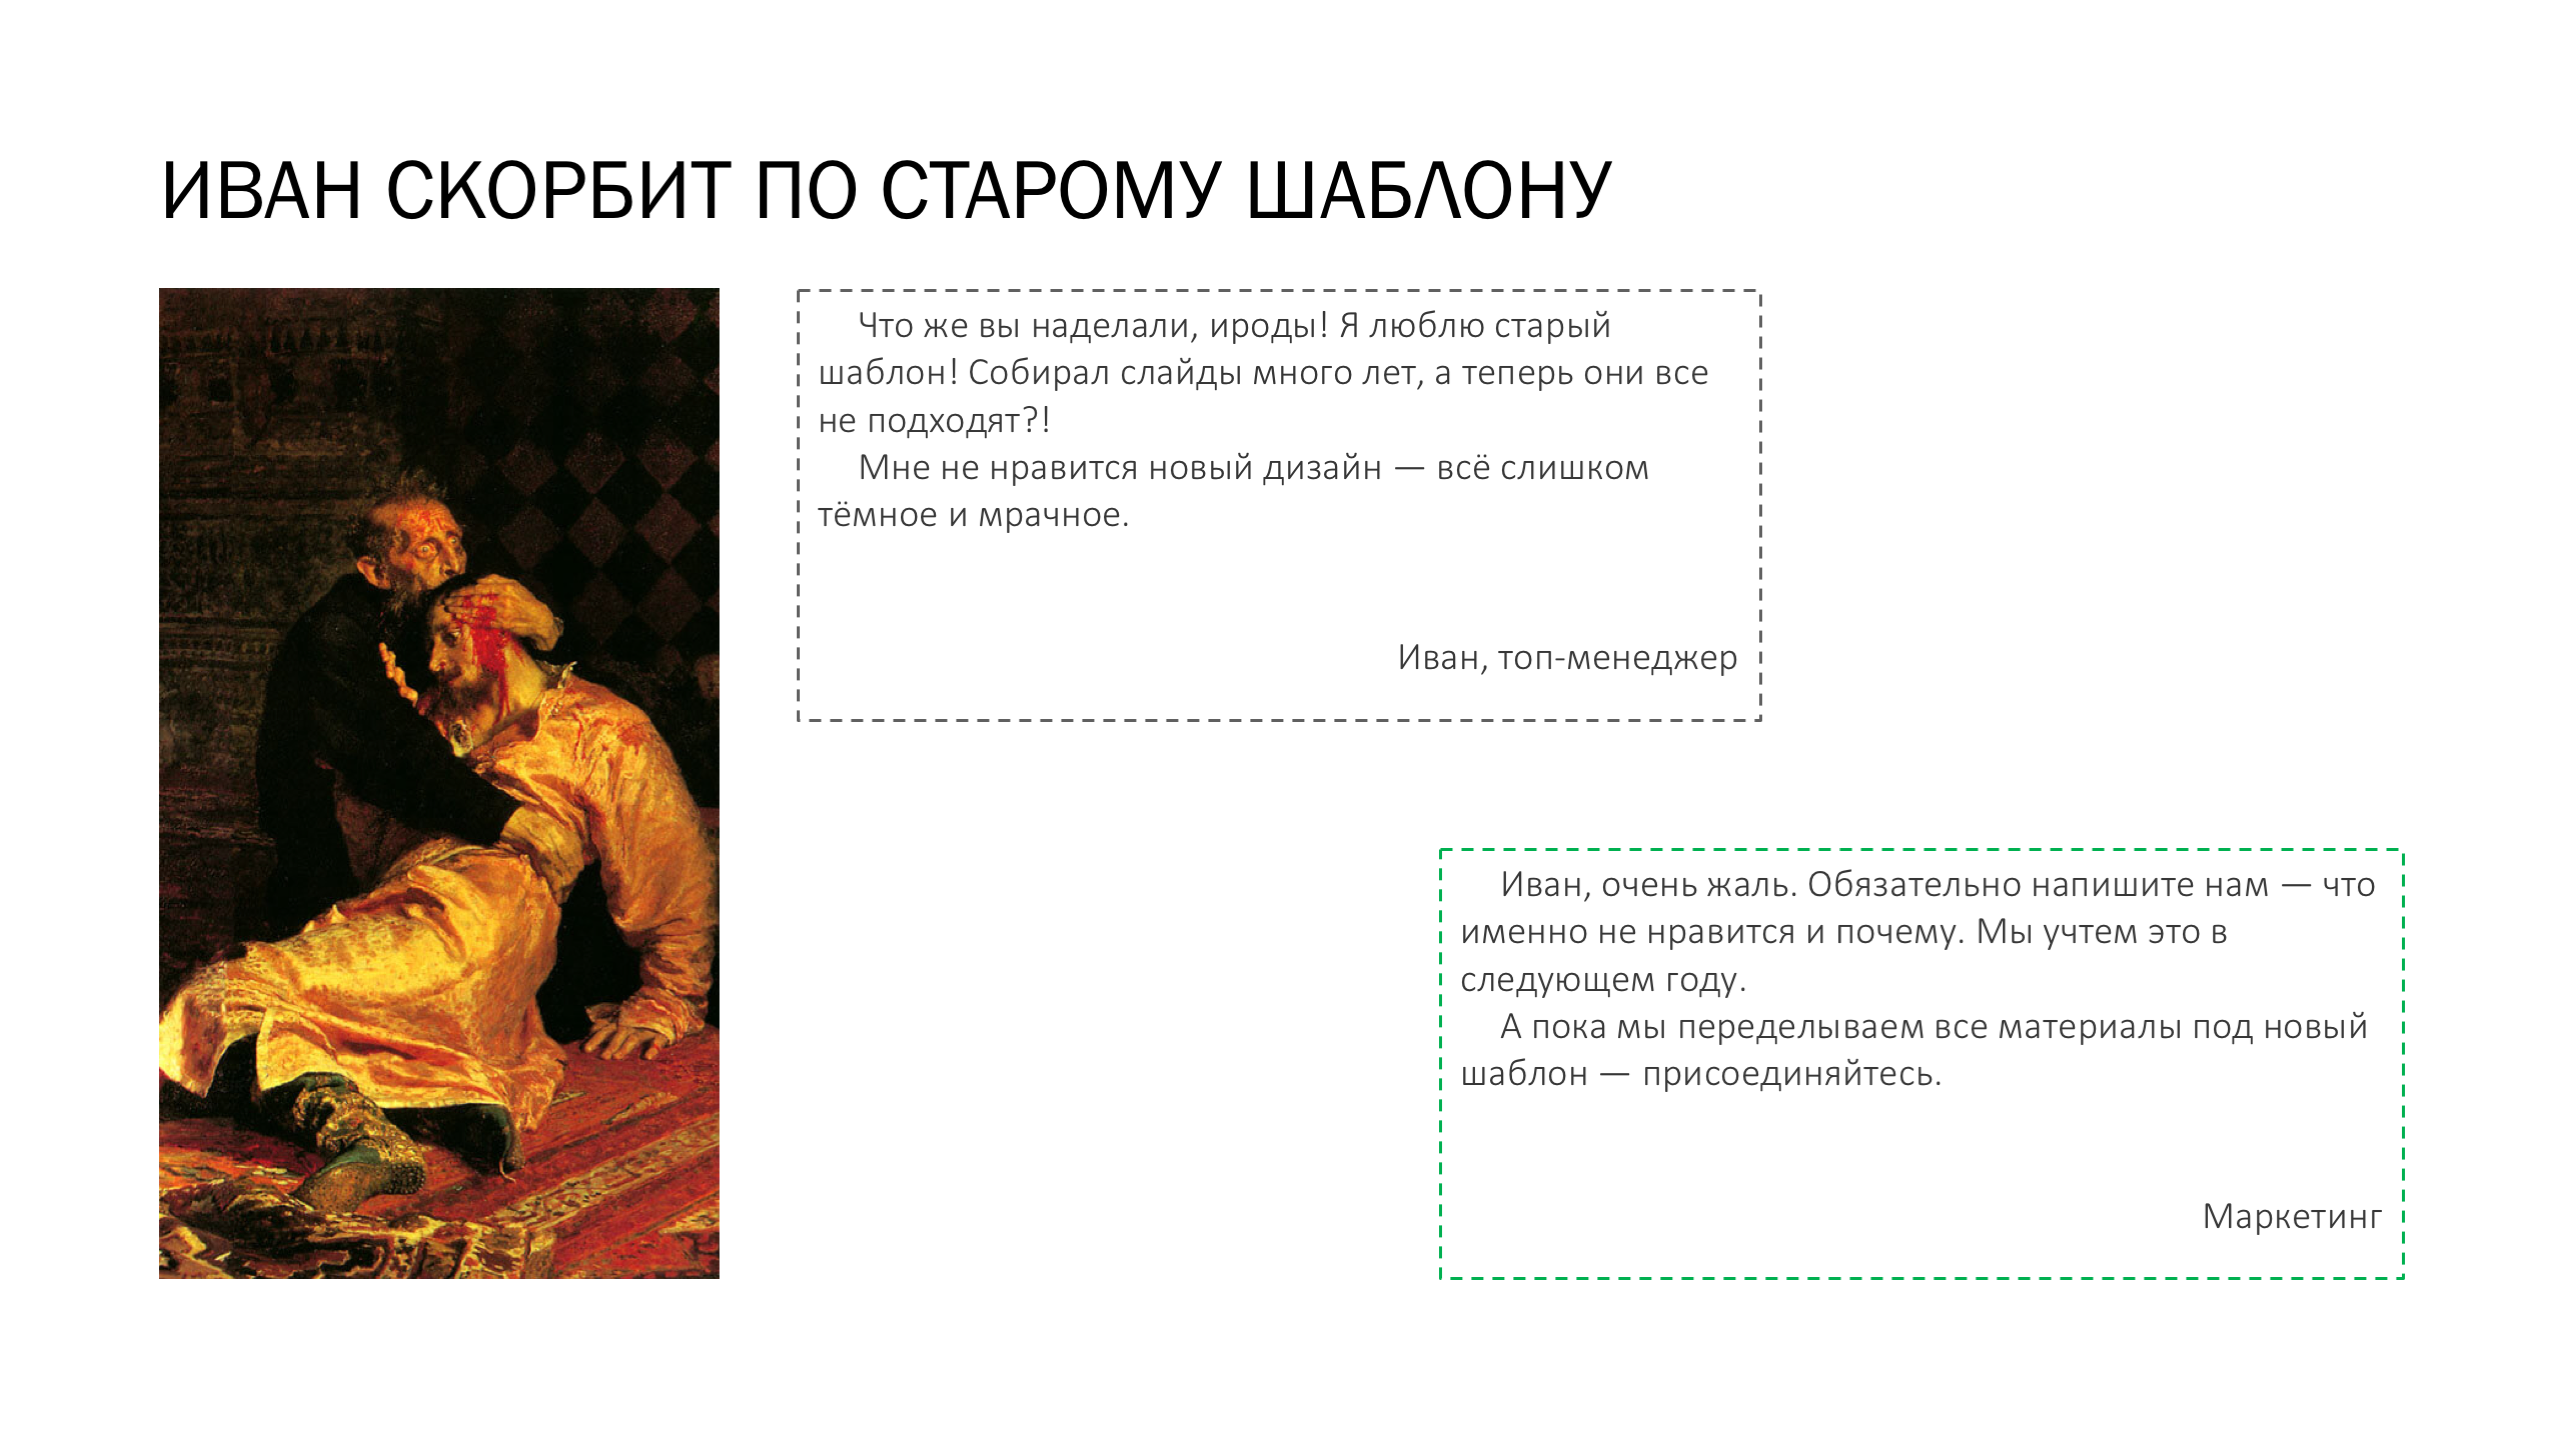 ИВАН СКОРБИТ ПО СТАРОМУ ШАБЛОНУ
Что же вы наделали, ироды! Я люблю старый
шаблон! Собирал слайды много лет, а теперь они все
не подходят?!
Мне не нравится новый дизайн — всё слишком
тёмное и мрачное.
Иван, топ-менеджер
Иван, очень жаль. Обязательно напишите нам — что
именно не нравится и почему. Мы учтем это в
следующем году.
А пока мы переделываем все материалы под новый
шаблон — присоединяйтесь.
Маркетинг